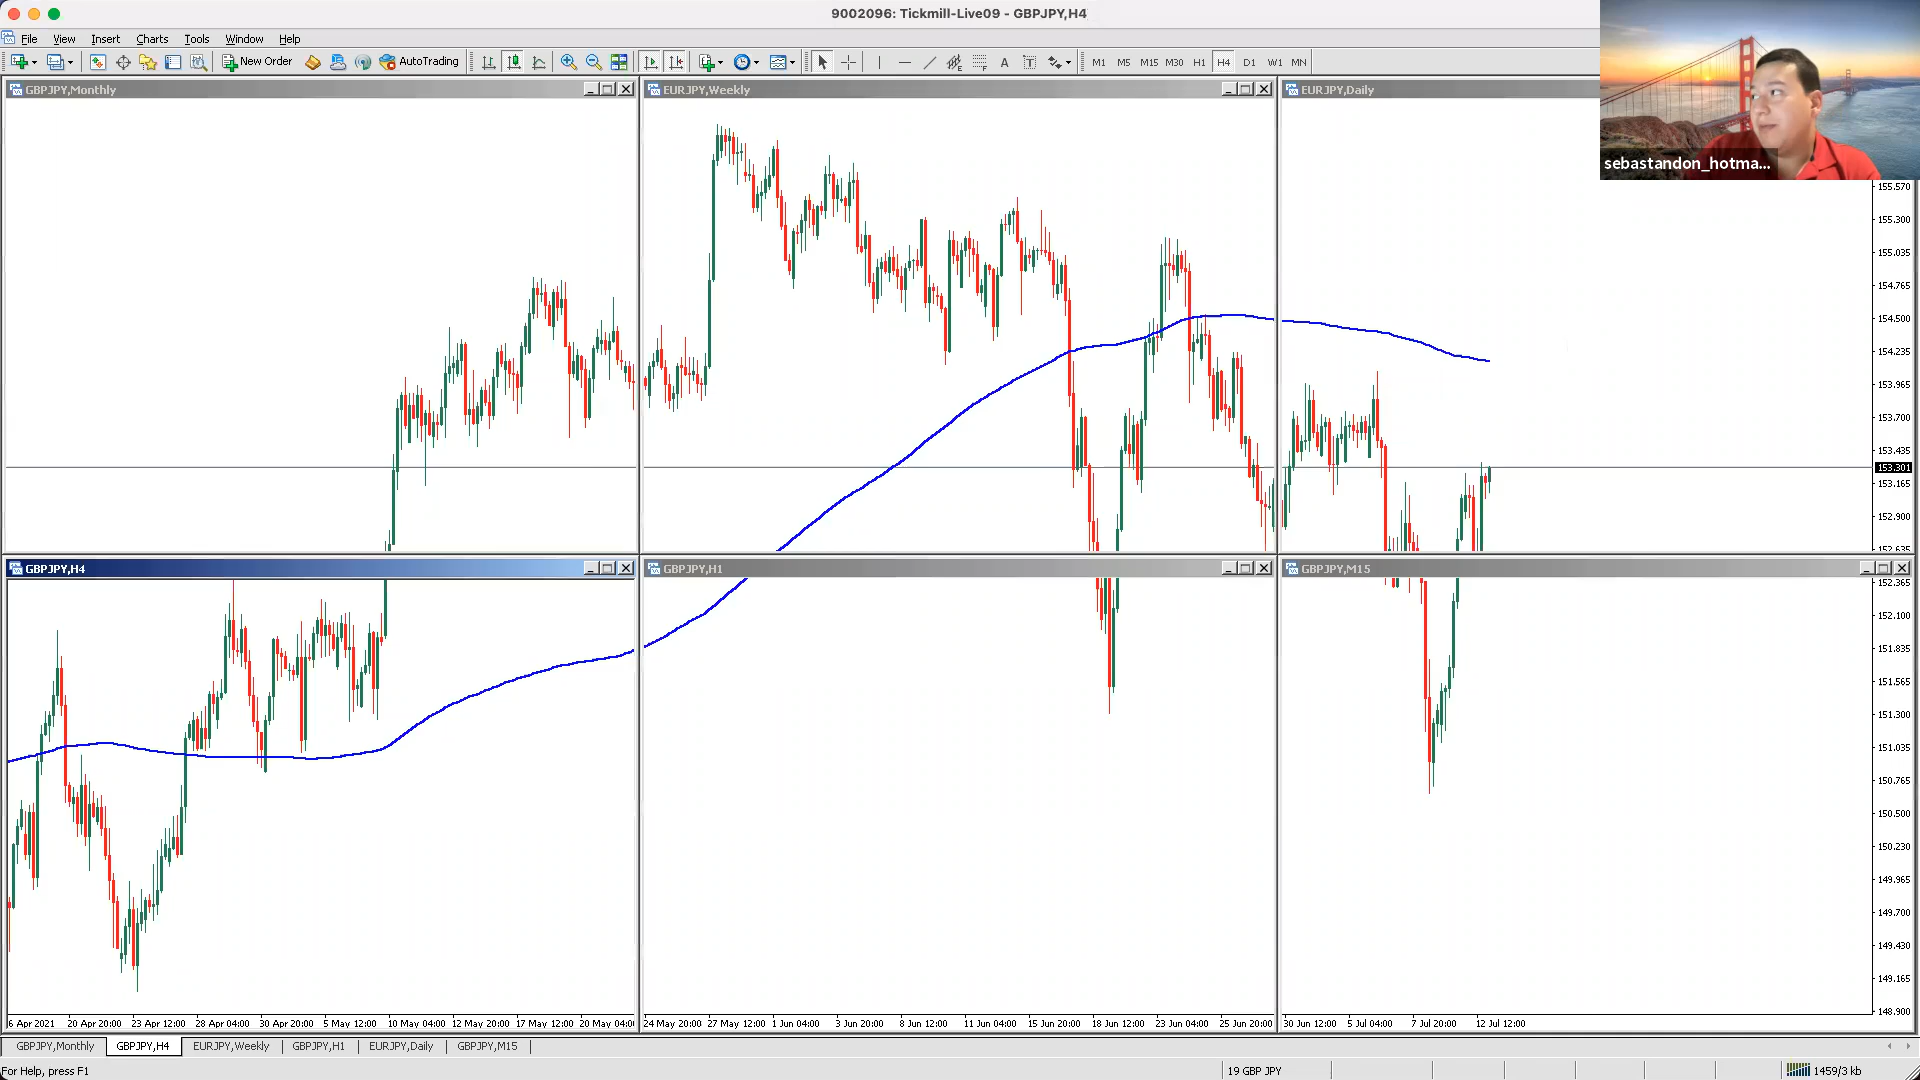 9002096: Tickmill-Live09 - GBPJPY,H4
File View Insert Charts Tools Window Help
New Order AutoTrading M1 M5 M15 M30 H1 H4 D1 W1 MN
GBPJPY,Monthly
EURJPY,Weekly
EURJPY,Daily
sebastandon_hotma...
155.570
155.300
155.035
154.765
154.500
154.235
153.965
153.700
153.435
153.301
153.165
152.900
152.635
GBPJPY,H4
GBPJPY,H1
GBPJPY,M15
152.365
152.100
151.835
151.565
151.300
151.035
150.765
150.500
150.230
149.965
149.700
149.430
149.165
148.900
6 Apr 2021 20 Apr 20:00 23 Apr 12:00 28 Apr 04:00 30 Apr 20:00 5 May 12:00 10 May 04:00 12 May 20:00 17 May 12:00 20 May 04:0
24 May 20:00 27 May 12:00 1 Jun 04:00 3 Jun 20:00 8 Jun 12:00 11 Jun 04:00 15 Jun 20:00 18 Jun 12:00 23 Jun 04:00 25 Jun 20:00
30 Jun 12:00 5 Jul 04:00 7 Jul 20:00 12 Jul 12:00
GBPJPY,Monthly GBPJPY,H4 EURJPY,Weekly GBPJPY,H1 EURJPY,Daily GBPJPY,M15
For Help, press F1
19 GBP JPY
1459/3 kb